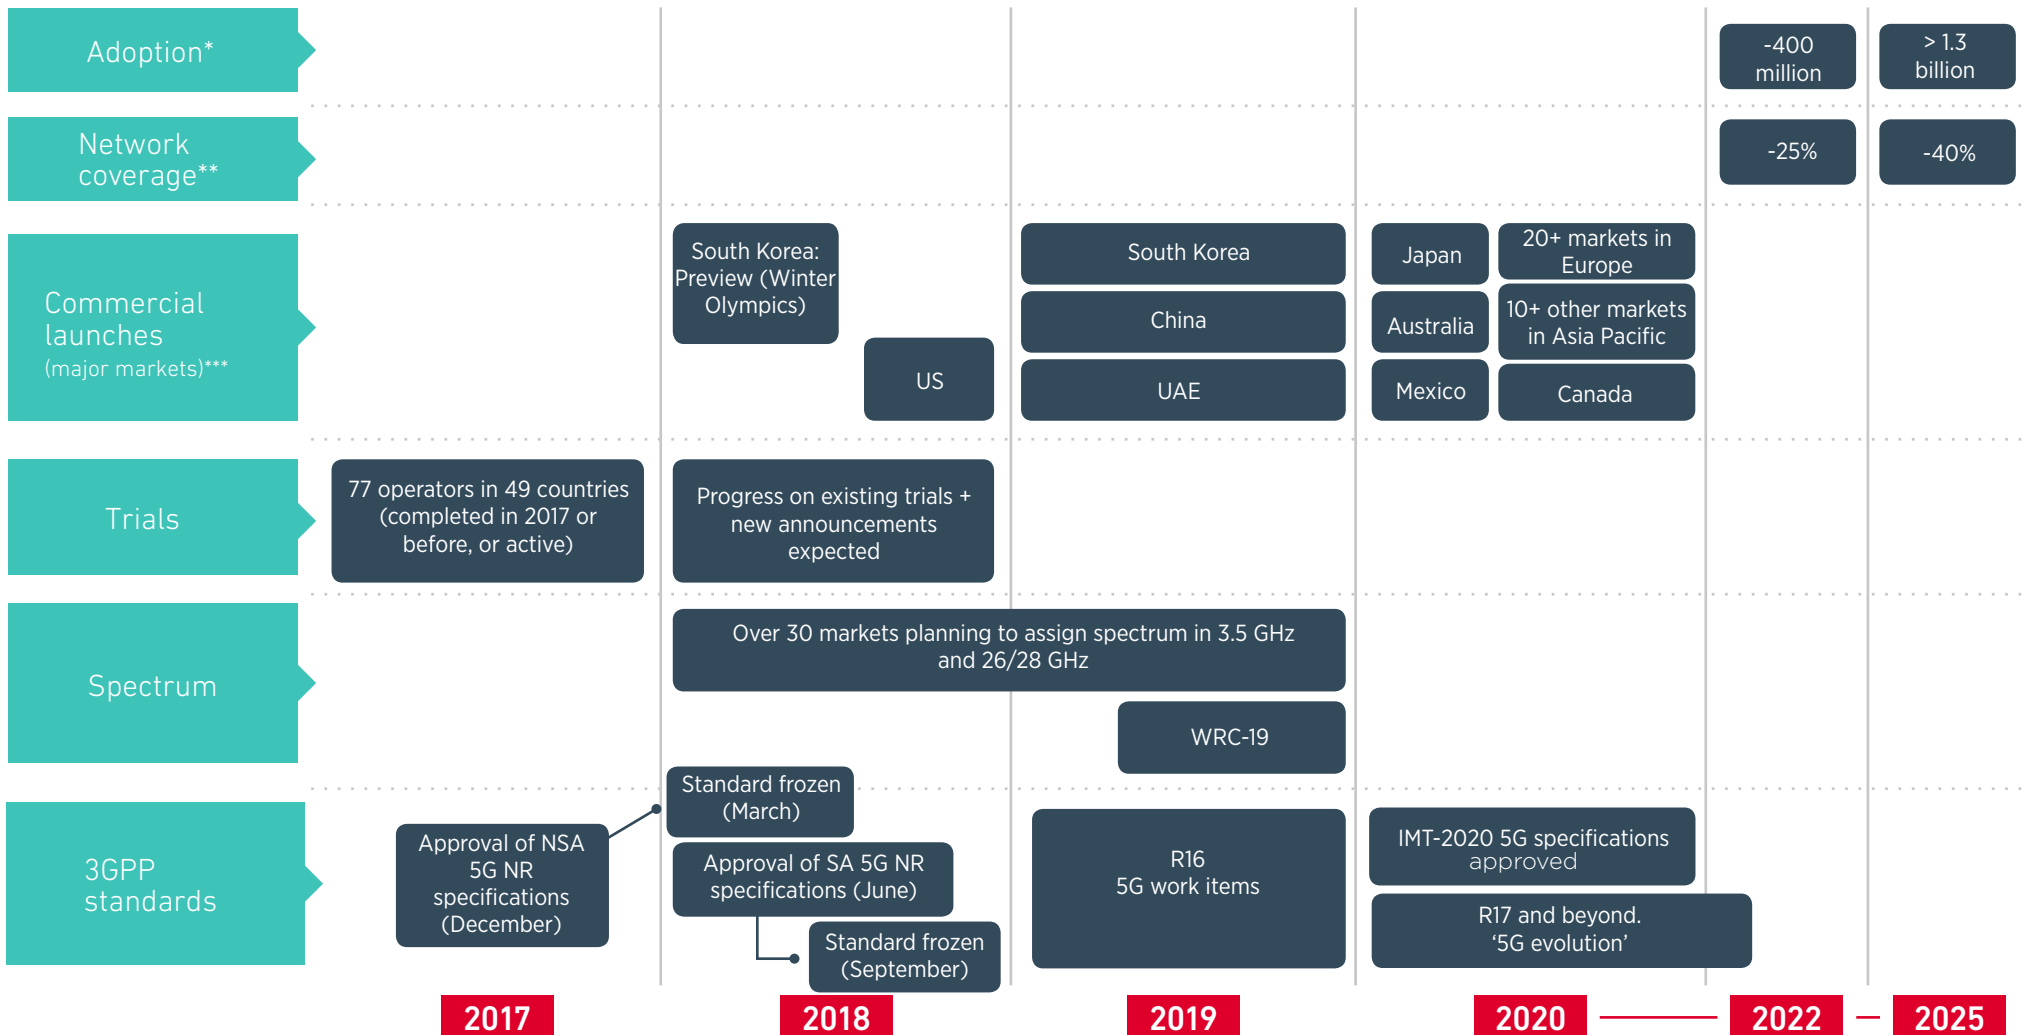 Adoption*
-400
million
> 1.3
billion
Network
coverage**
-25%
-40%
Commercial
launches
(major markets)***
South Korea:
Preview (Winter
Olympics)
US
South Korea
China
UAE
Japan
Australia
Mexico
20+ markets in
Europe
10+ other markets
in Asia Pacific
Canada
Trials
77 operators in 49 countries
(completed in 2017 or
before, or active)
Progress on existing trials +
new announcements
expected
Spectrum
Over 30 markets planning to assign spectrum in 3.5 GHz
and 26/28 GHz
WRC-19
3GPP
standards
Approval of NSA
5G NR
specifications
(December)
Standard frozen
(March)
Approval of SA 5G NR
specifications (June)
Standard frozen
(September)
R16
5G work items
IMT-2020 5G specifications
approved
R17 and beyond.
‘5G evolution’
2017
2018
2019
2020
2022
2025